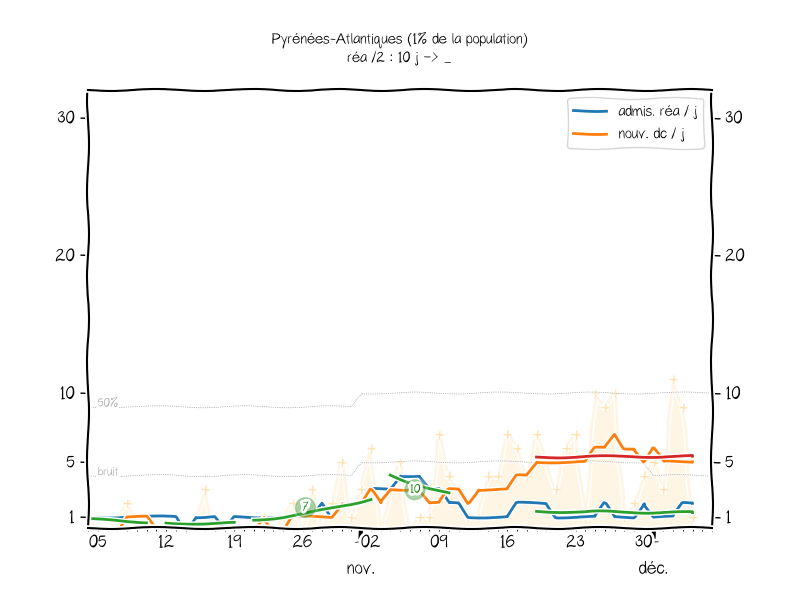 Pyrénées-Atlantiques (1% de la population)
réa /2 : 10 j -> _
admis. réa / j
nouv. dc / j
30 30
20 20
50%
10 10
bruit
5 5
7
10
1 1
05 12 19 26 02 09 16 23 30
nov. déc.